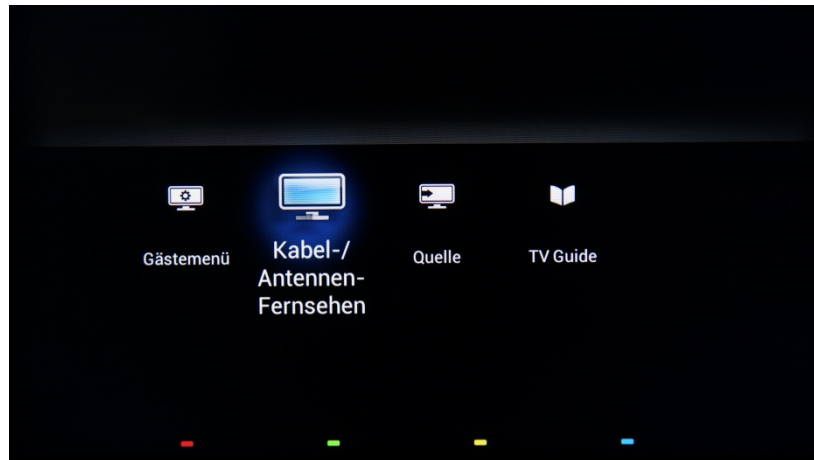 Gästemenü
Kabel-/
Antennen-
Fernsehen
Quelle
TV Guide